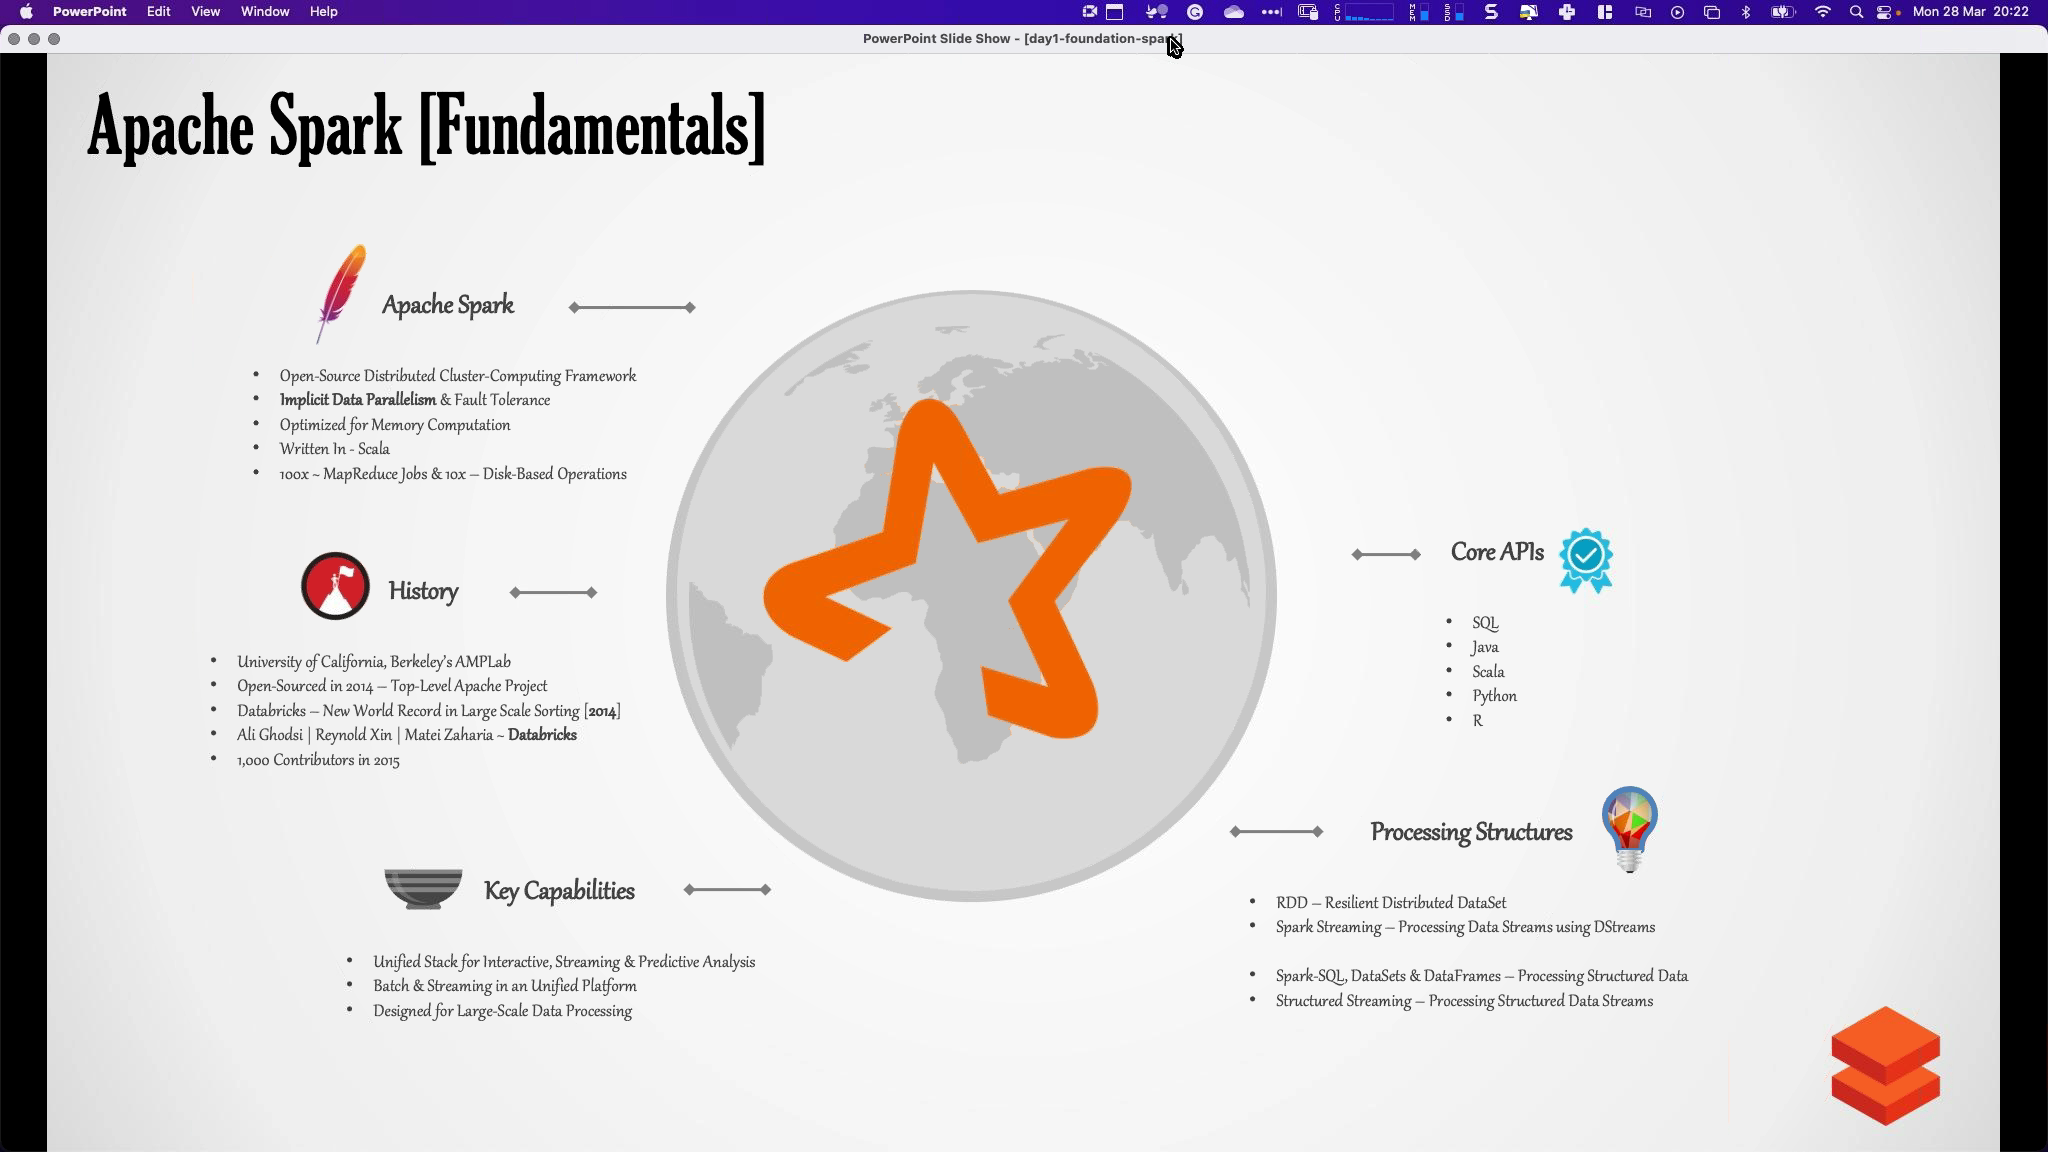 PowerPoint Edit View Window Help
CPU MEM SSD Mon 28 Mar 20:22
PowerPoint Slide Show - [day1-foundation-spark]
Apache Spark [Fundamentals]
Apache Spark
• Open-Source Distributed Cluster-Computing Framework
• Implicit Data Parallelism & Fault Tolerance
• Optimized for Memory Computation
• Written In - Scala
• 100x ~ MapReduce Jobs & 10x – Disk-Based Operations
History
• University of California, Berkeley's AMPLab
• Open-Sourced in 2014 – Top-Level Apache Project
• Databricks – New World Record in Large Scale Sorting [2014]
• Ali Ghodsi | Reynold Xin | Matei Zaharia ~ Databricks
• 1,000 Contributors in 2015
Key Capabilities
• Unified Stack for Interactive, Streaming & Predictive Analysis
• Batch & Streaming in an Unified Platform
• Designed for Large-Scale Data Processing
Core APIs
• SQL
• Java
• Scala
• Python
• R
Processing Structures
• RDD – Resilient Distributed DataSet
• Spark Streaming – Processing Data Streams using DStreams
• Spark-SQL, DataSets & DataFrames – Processing Structured Data
• Structured Streaming – Processing Structured Data Streams